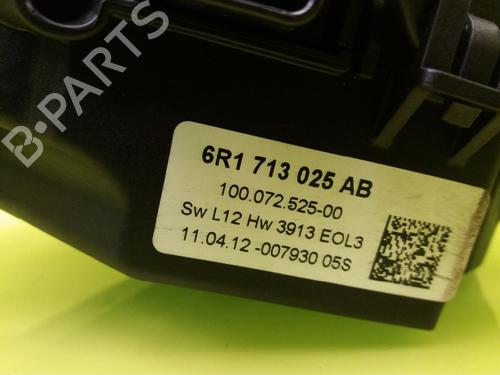 B-PARTS
6R1 713 025 AB
100.072.525-00
Sw L12 Hw 3913 EOL3
11.04.12 -007930 05S